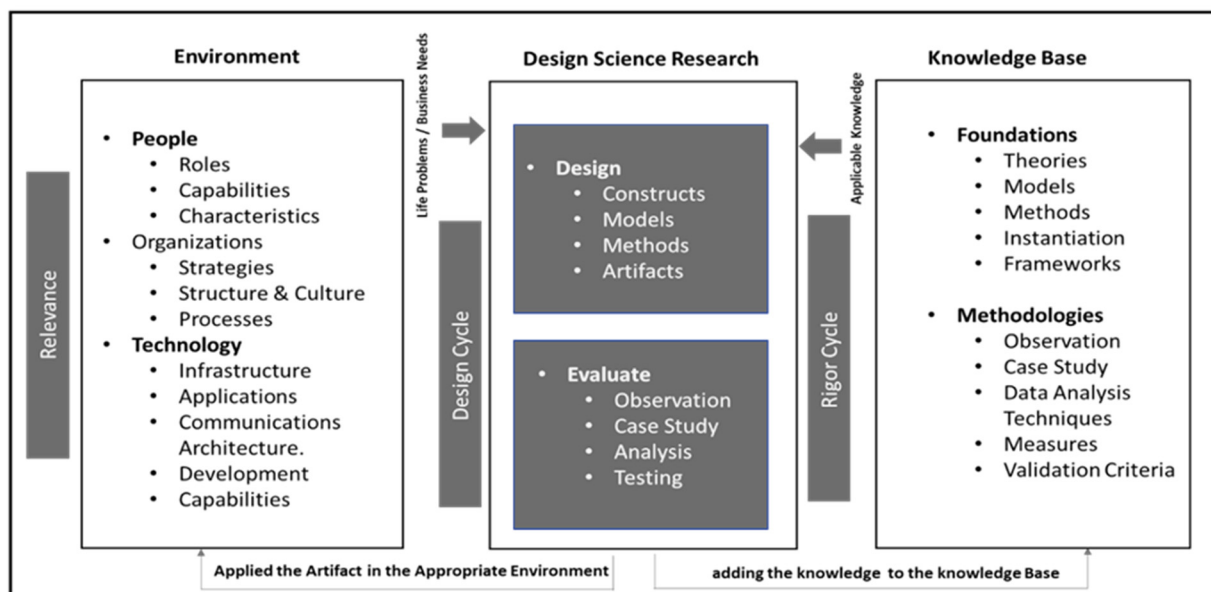 Environment
Relevance
• People
• Roles
• Capabilities
• Characteristics
• Organizations
• Strategies
• Structure & Culture
• Processes
• Technology
• Infrastructure
• Applications
• Communications
Architecture.
• Development
• Capabilities
Life Problems / Business Needs
Design Cycle
Design Science Research
• Design
• Constructs
• Models
• Methods
• Artifacts
• Evaluate
• Observation
• Case Study
• Analysis
• Testing
Applicable Knowledge
Rigor Cycle
Knowledge Base
• Foundations
• Theories
• Models
• Methods
• Instantiation
• Frameworks
• Methodologies
• Observation
• Case Study
• Data Analysis
Techniques
• Measures
• Validation Criteria
Applied the Artifact in the Appropriate Environment
adding the knowledge to the knowledge Base